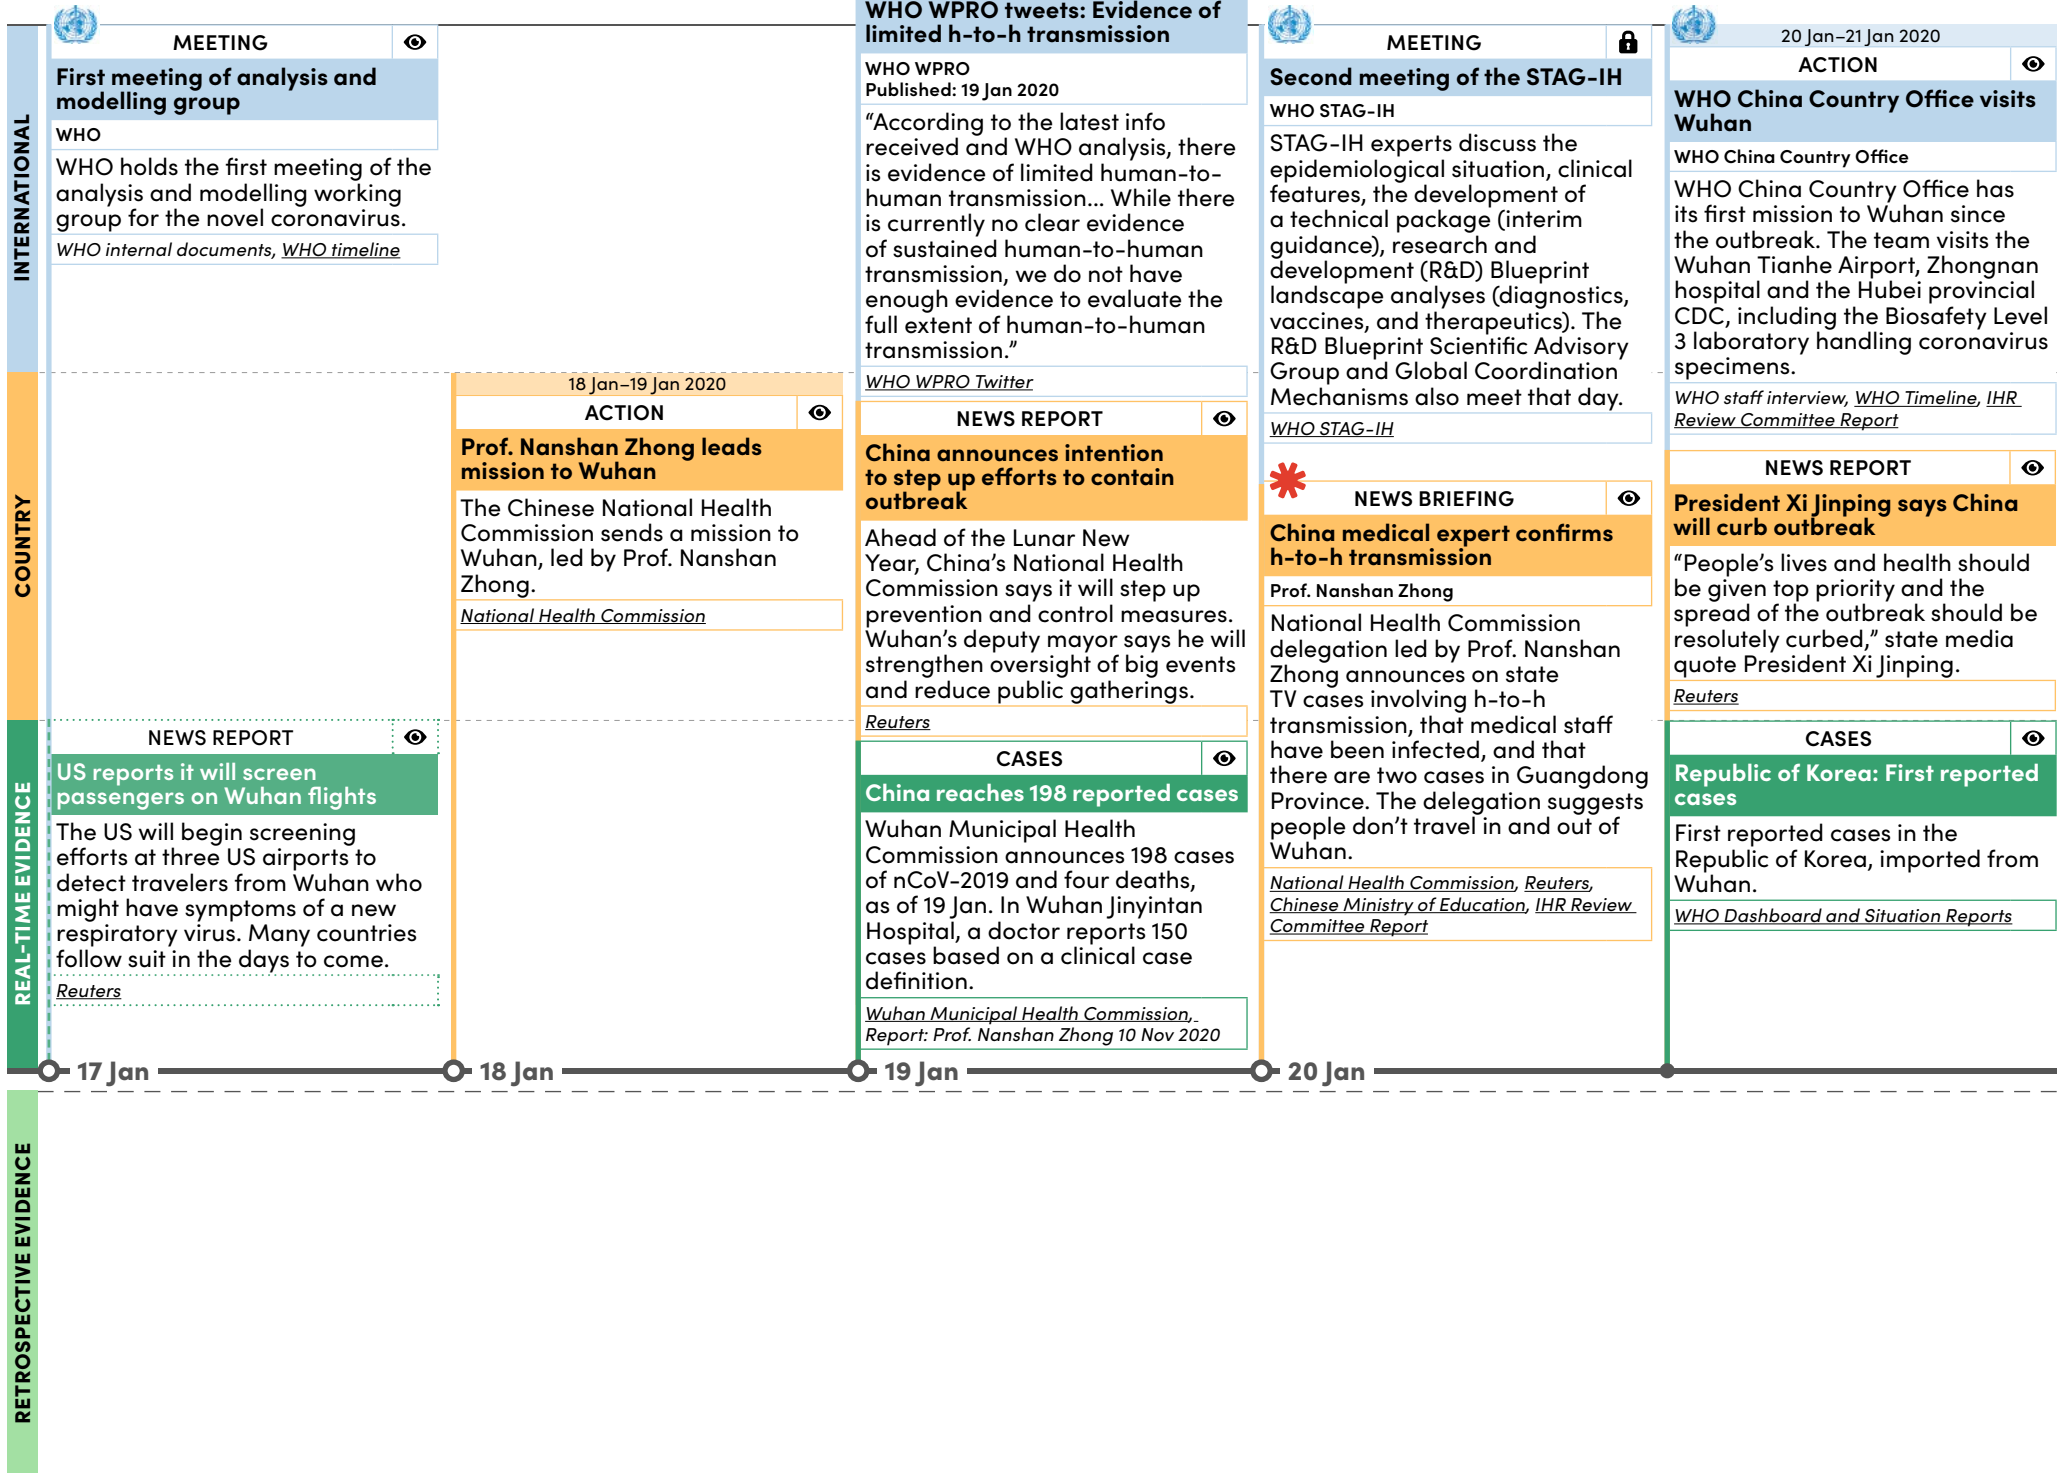 INTERNATIONAL
MEETING
First meeting of analysis and
modelling group
WHO
WHO holds the first meeting of the
analysis and modelling working
group for the novel coronavirus.
WHO internal documents, WHO timeline
WHO WPRO tweets: Evidence of
limited h-to-h transmission
WHO WPRO
Published: 19 Jan 2020
“According to the latest info
received and WHO analysis, there
is evidence of limited human-to-
human transmission... While there
is currently no clear evidence
of sustained human-to-human
transmission, we do not have
enough evidence to evaluate the
full extent of human-to-human
transmission.”
WHO WPRO Twitter
MEETING
Second meeting of the STAG-IH
WHO STAG-IH
STAG-IH experts discuss the
epidemiological situation, clinical
features, the development of
a technical package (interim
guidance), research and
development (R&D) Blueprint
landscape analyses (diagnostics,
vaccines, and therapeutics). The
R&D Blueprint Scientific Advisory
Group and Global Coordination
Mechanisms also meet that day.
WHO STAG-IH
20 Jan–21 Jan 2020
ACTION
WHO China Country Office visits
Wuhan
WHO China Country Office
WHO China Country Office has
its first mission to Wuhan since
the outbreak. The team visits the
Wuhan Tianhe Airport, Zhongnan
hospital and the Hubei provincial
CDC, including the Biosafety Level
3 laboratory handling coronavirus
specimens.
WHO staff interview, WHO Timeline, IHR
Review Committee Report
COUNTRY
18 Jan–19 Jan 2020
ACTION
Prof. Nanshan Zhong leads
mission to Wuhan
The Chinese National Health
Commission sends a mission to
Wuhan, led by Prof. Nanshan
Zhong.
National Health Commission
NEWS REPORT
China announces intention
to step up efforts to contain
outbreak
Ahead of the Lunar New
Year, China’s National Health
Commission says it will step up
prevention and control measures.
Wuhan’s deputy mayor says he will
strengthen oversight of big events
and reduce public gatherings.
Reuters
NEWS BRIEFING
China medical expert confirms
h-to-h transmission
Prof. Nanshan Zhong
National Health Commission
delegation led by Prof. Nanshan
Zhong announces on state
TV cases involving h-to-h
transmission, that medical staff
have been infected, and that
there are two cases in Guangdong
Province. The delegation suggests
people don’t travel in and out of
Wuhan.
National Health Commission, Reuters,
Chinese Ministry of Education, IHR Review
Committee Report
NEWS REPORT
President Xi Jinping says China
will curb outbreak
“People’s lives and health should
be given top priority and the
spread of the outbreak should be
resolutely curbed,” state media
quote President Xi Jinping.
Reuters
REAL-TIME EVIDENCE
NEWS REPORT
US reports it will screen
passengers on Wuhan flights
The US will begin screening
efforts at three US airports to
detect travelers from Wuhan who
might have symptoms of a new
respiratory virus. Many countries
follow suit in the days to come.
Reuters
CASES
China reaches 198 reported cases
Wuhan Municipal Health
Commission announces 198 cases
of nCoV-2019 and four deaths,
as of 19 Jan. In Wuhan Jinyintan
Hospital, a doctor reports 150
cases based on a clinical case
definition.
Wuhan Municipal Health Commission,
Report: Prof. Nanshan Zhong 10 Nov 2020
CASES
Republic of Korea: First reported
cases
First reported cases in the
Republic of Korea, imported from
Wuhan.
WHO Dashboard and Situation Reports
17 Jan
18 Jan
19 Jan
20 Jan
RETROSPECTIVE EVIDENCE